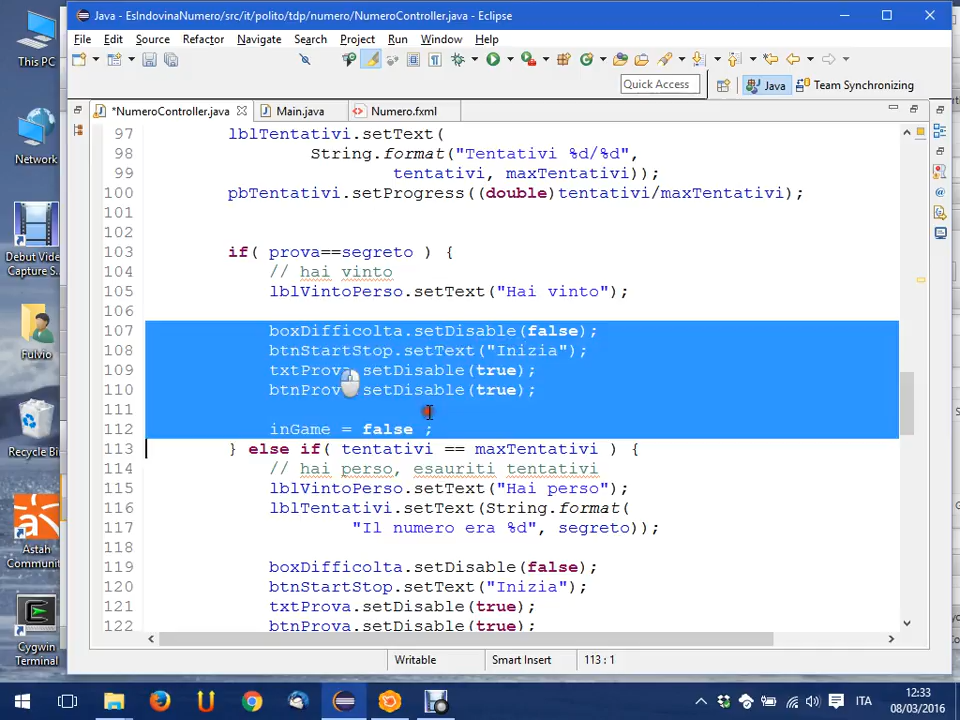 Java - EsIndovinaNumero/src/it/polito/tdp/numero/NumeroController.java - Eclipse
File Edit Source Refactor Navigate Search Project Run Window Help
Quick Access
Java
Team Synchronizing
*NumeroController.java
Main.java
Numero.fxml
97 lblTentativi.setText(
98 String.format("Tentativi %d/%d",
99 tentativi, maxTentativi));
100 pbTentativi.setProgress((double)tentativi/maxTentativi);
101
102
103 if( prova==segreto ) {
104 // hai vinto
105 lblVintoPerso.setText("Hai vinto");
106
107 boxDifficolta.setDisable(false);
108 btnStartStop.setText("Inizia");
109 txtProva.setDisable(true);
110 btnProva.setDisable(true);
111
112 inGame = false ;
113 } else if( tentativi == maxTentativi ) {
114 // hai perso, esauriti tentativi
115 lblVintoPerso.setText("Hai perso");
116 lblTentativi.setText(String.format(
117 "Il numero era %d", segreto));
118
119 boxDifficolta.setDisable(false);
120 btnStartStop.setText("Inizia");
121 txtProva.setDisable(true);
122 btnProva.setDisable(true);
Writable
Smart Insert
113 : 1
This PC
Network
Debut Video
Capture S...
Fulvio
Recycle Bin
Astah
Communit...
Cygwin
Terminal
ITA
12:33
08/03/2016